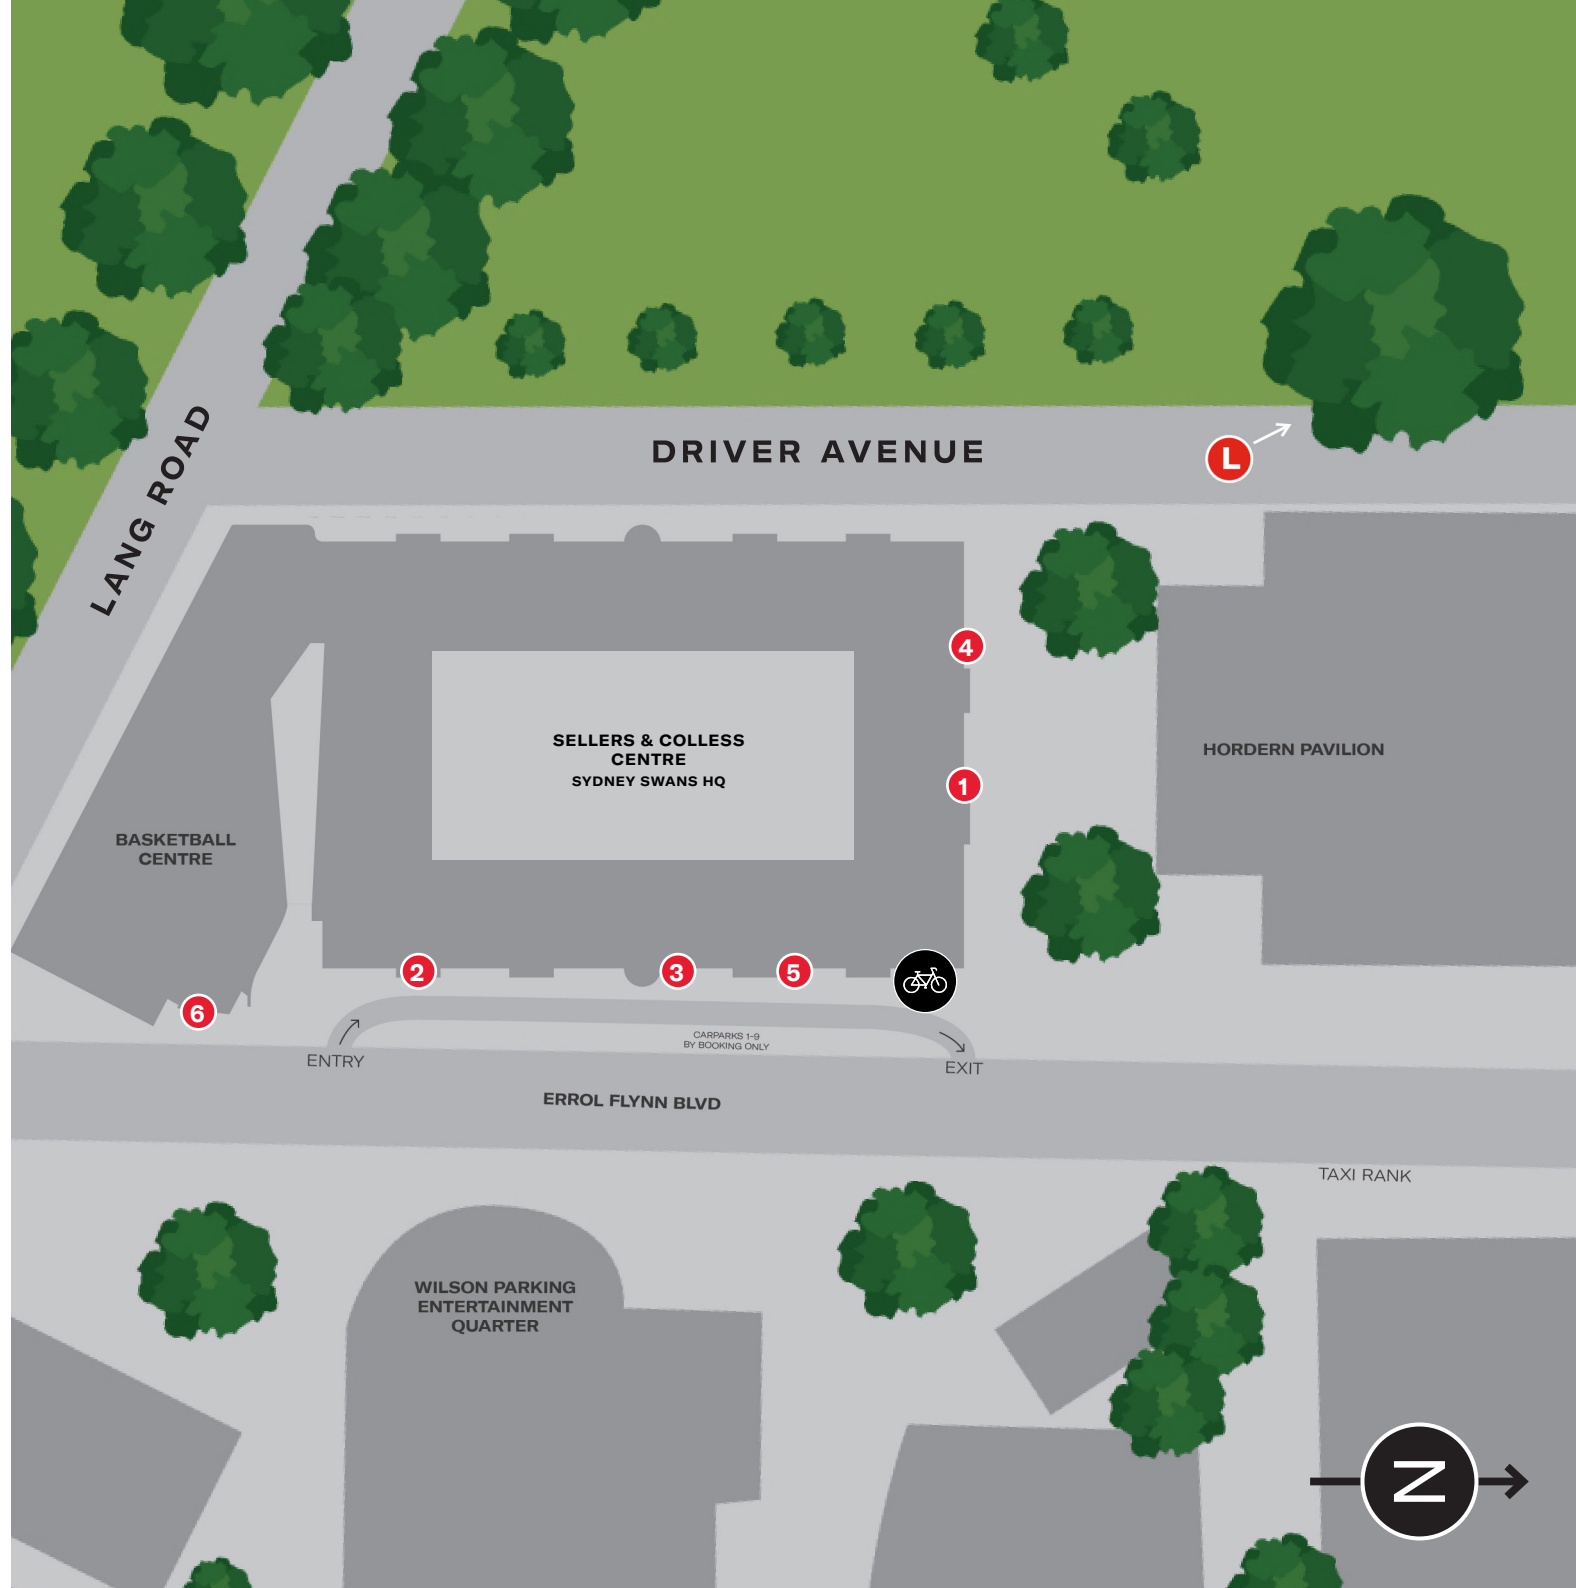 LANG ROAD
DRIVER AVENUE
L
4
SELLERS & COLLESS
CENTRE
SYDNEY SWANS HQ
HORDERN PAVILION
1
BASKETBALL
CENTRE
2
3
5
6
CARPARKS 1-9
BY BOOKING ONLY
ENTRY
EXIT
ERROL FLYNN BLVD
TAXI RANK
WILSON PARKING
ENTERTAINMENT
QUARTER
N